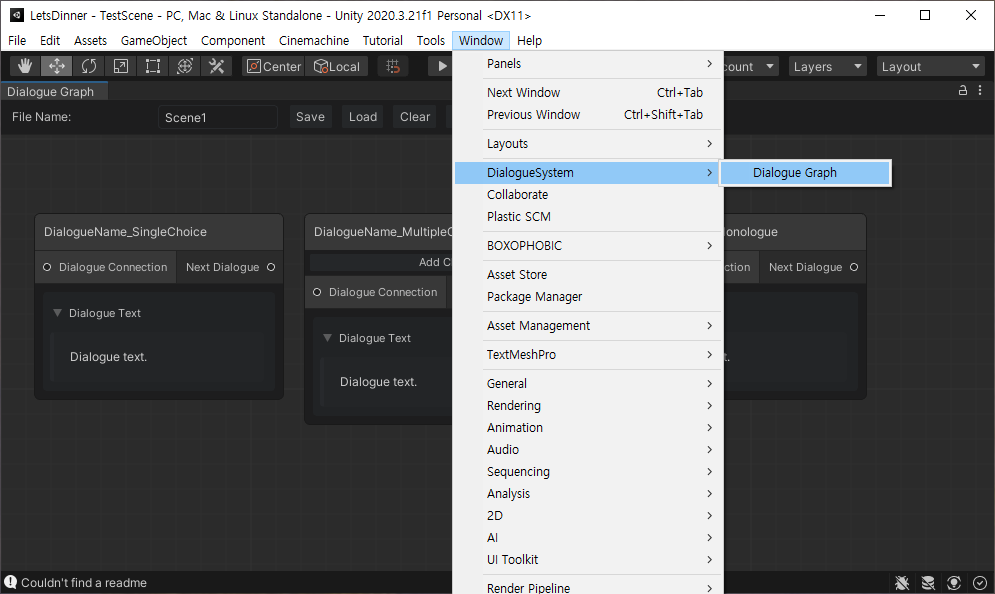 LetsDinner - TestScene - PC, Mac & Linux Standalone - Unity 2020.3.21f1 Personal <DX11>
File Edit Assets GameObject Component Cinemachine Tutorial Tools Window Help
Center Local Layers Layout
Dialogue Graph
File Name: Scene1 Save Load Clear
Panels
Next Window Ctrl+Tab
Previous Window Ctrl+Shift+Tab
Layouts
DialogueSystem
Dialogue Graph
Collaborate
Plastic SCM
BOXOPHOBIC
Asset Store
Package Manager
Asset Management
TextMeshPro
General
Rendering
Animation
Audio
Sequencing
Analysis
2D
AI
UI Toolkit
Render Pipeline
DialogueName_SingleChoice
Dialogue Connection Next Dialogue
Dialogue Text
Dialogue text.
DialogueName_MultipleC
Add C
Dialogue Connection
Dialogue Text
Dialogue text.
onologue
ction Next Dialogue
t.
Couldn't find a readme